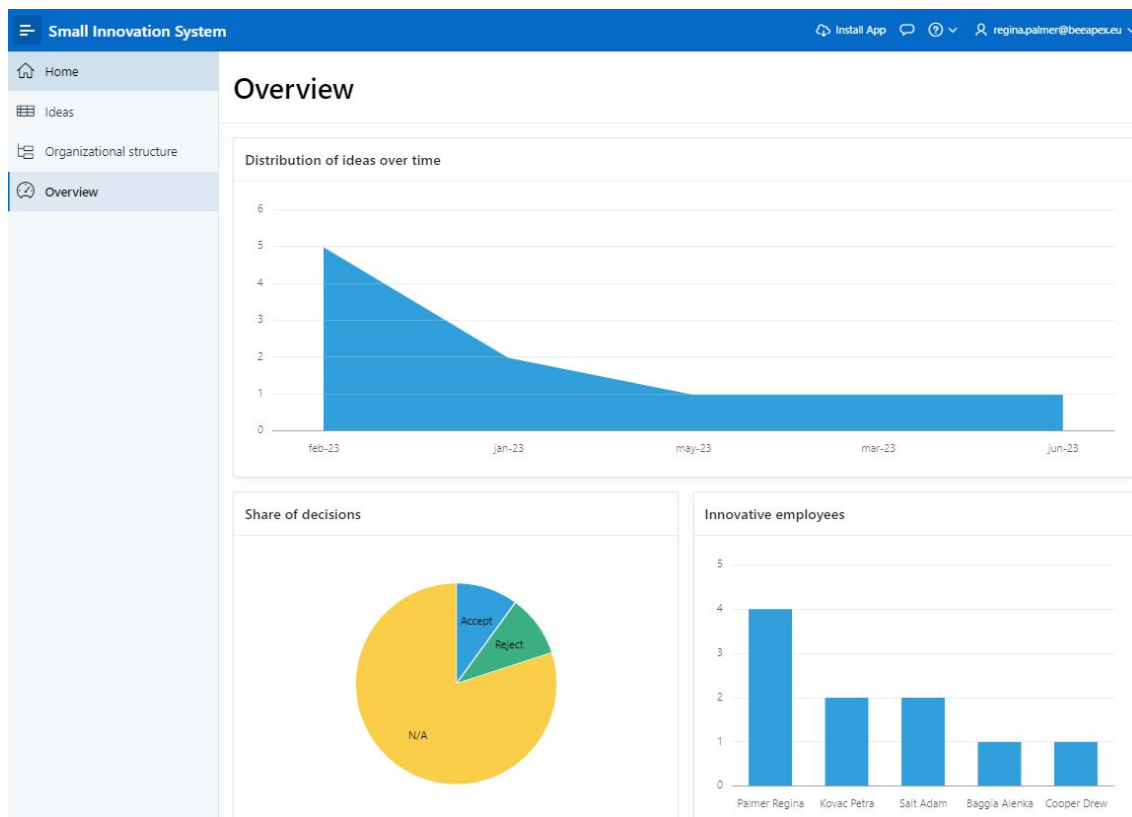 Small Innovation System
Install App
regina.palmer@beeapex.eu
Home
Ideas
Organizational structure
Overview
Overview
Distribution of ideas over time
6
5
4
3
2
1
0
feb-23 jan-23 may-23 mar-23 jun-23
Share of decisions
Accept
Reject
N/A
Innovative employees
5
4
3
2
1
0
Palmer Regina Kovac Petra Salt Adam Baggia Alenka Cooper Drew